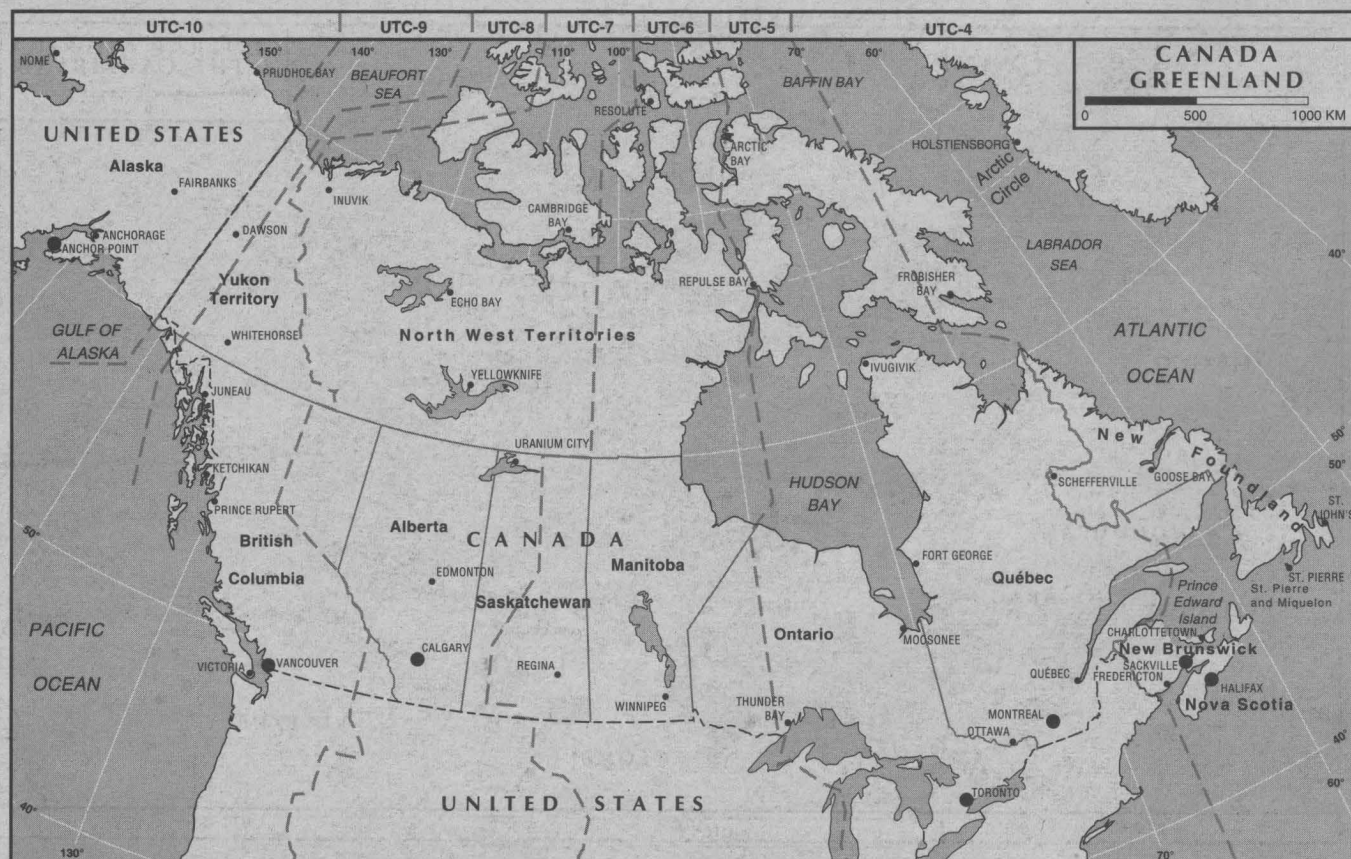 UTC-10 UTC-9 UTC-8 UTC-7 UTC-6 UTC-5 UTC-4
CANADA
GREENLAND
0 500 1000 KM
150° 140° 130° 110° 100° 70° 60°
NOME
PRUDHOE BAY
BEAUFORT
SEA
RESOLUTE
BAFFIN BAY
UNITED STATES
Alaska
FAIRBANKS
INUVIK
ARCTIC
BAY
HOLSTIENSBORG
Arctic
Circle
ANCHORAGE
ANCHOR POINT
DAWSON
CAMBRIDGE
BAY
LABRADOR
SEA
40°
Yukon
Territory
ECHO BAY
REPULSE BAY
FROBISHER
BAY
GULF OF
ALASKA
WHITEHORSE
North West Territories
ATLANTIC
OCEAN
YELLOWKNIFE
IVUGIVIK
JUNEAU
URANIUM CITY
New
Foundland
50°
50°
KETCHIKAN
HUDSON
BAY
SCHEFFERVILLE
GOOSE BAY
PRINCE RUPERT
ST.
JOHN'S
50°
British
Columbia
Alberta
CANADA
Manitoba
FORT GEORGE
Québec
ST. PIERRE
St. Pierre
and Miquelon
EDMONTON
Saskatchewan
Prince
Edward
Island
PACIFIC
OCEAN
Ontario
MOOSONEE
CHARLOTTETOWN
New Brunswick
VICTORIA
VANCOUVER
CALGARY
REGINA
QUÉBEC
SACKVILLE
FREDERICTON
HALIFAX
Nova Scotia
WINNIPEG
THUNDER
BAY
MONTREAL
OTTAWA
40°
60°
TORONTO
UNITED STATES
40°
130°
70°